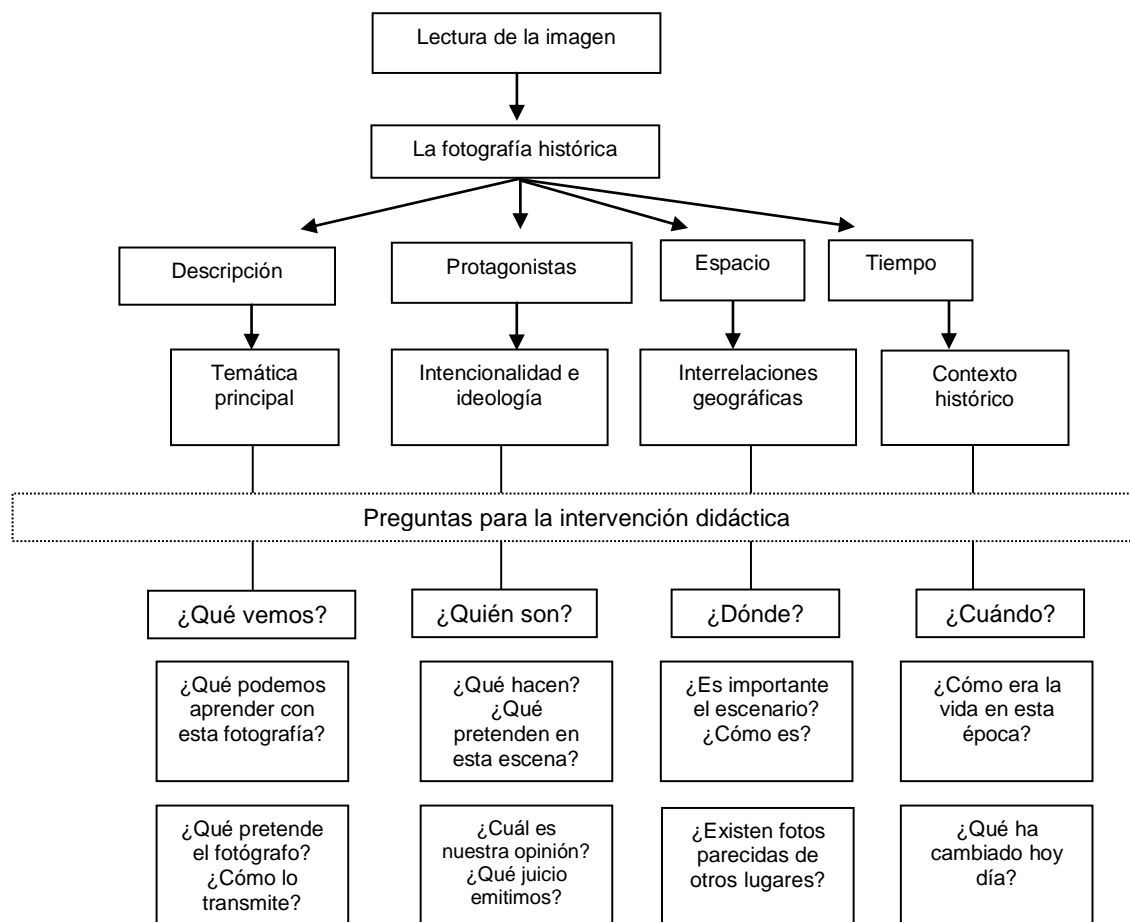 Lectura de la imagen
La fotografía histórica
Descripción
Protagonistas
Espacio
Tiempo
Temática
principal
Intencionalidad e
ideología
Interrelaciones
geográficas
Contexto
histórico
Preguntas para la intervención didáctica
¿Qué vemos?
¿Quién son?
¿Dónde?
¿Cuándo?
¿Qué podemos
aprender con
esta fotografía?
¿Qué hacen?
¿Qué
pretenden en
esta escena?
¿Es importante
el escenario?
¿Cómo es?
¿Cómo era la
vida en esta
época?
¿Qué pretende
el fotógrafo?
¿Cómo lo
transmite?
¿Cuál es
nuestra opinión?
¿Qué juicio
emitimos?
¿Existen fotos
parecidas de
otros lugares?
¿Qué ha
cambiado hoy
día?